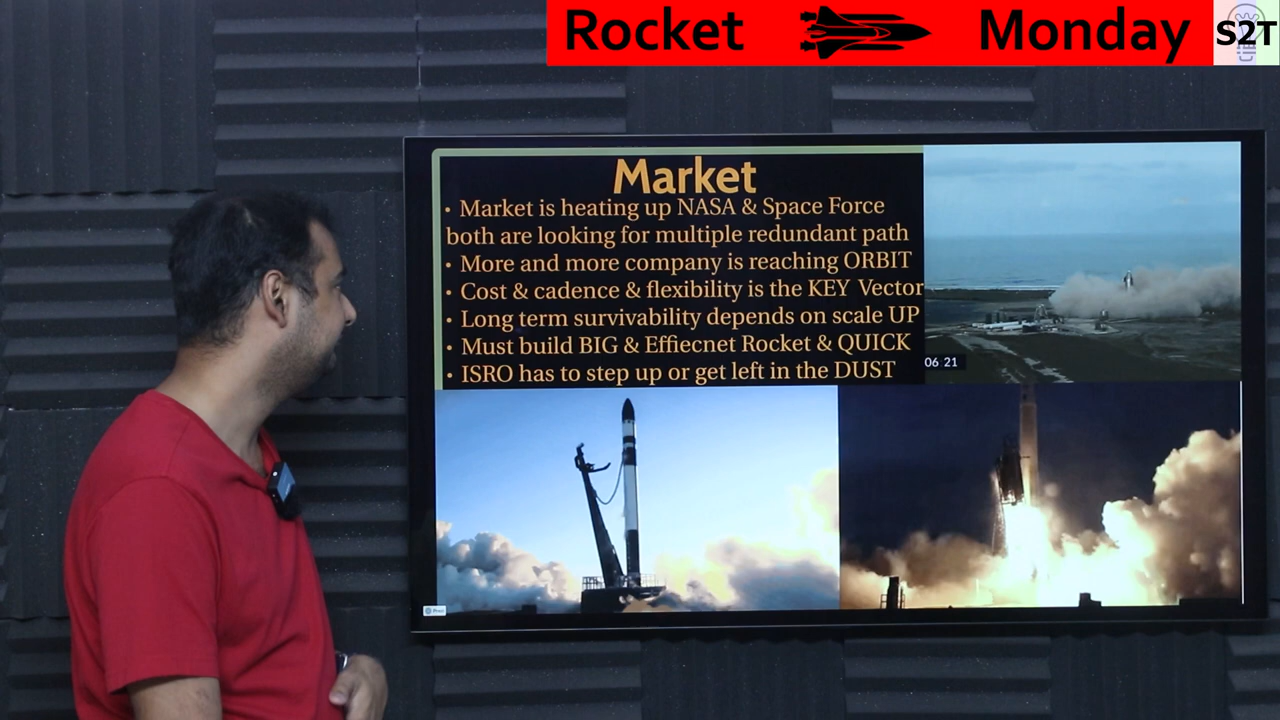 Rocket Monday S2T
Market
• Market is heating up NASA & Space Force
both are looking for multiple redundant path
• More and more company is reaching ORBIT
• Cost & cadence & flexibility is the KEY Vector
• Long term survivability depends on scale UP
• Must build BIG & Effiecnet Rocket & QUICK
• ISRO has to step up or get left in the DUST
06 21